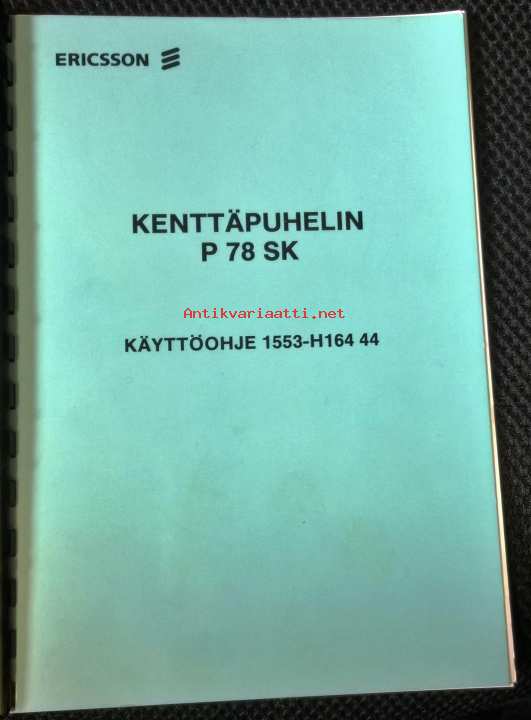 ERICSSON
KENTTÄPUHELIN
P 78 SK
Antikvariaatti.net
KÄYTTÖOHJE 1553-H164 44